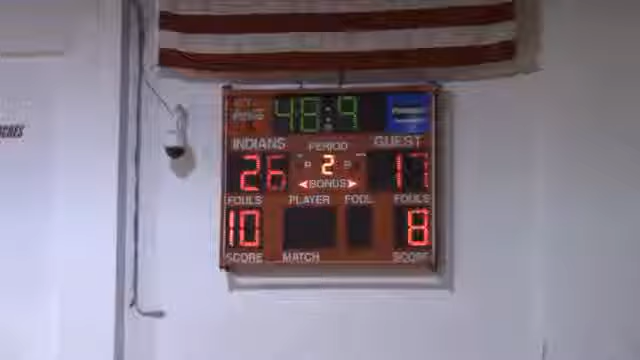 48:9
INDIANS PERIOD GUEST
26 P 2 P 17
◄BONUS►
FOULS PLAYER FOUL FOULS
10 8
SCORE MATCH SCORE